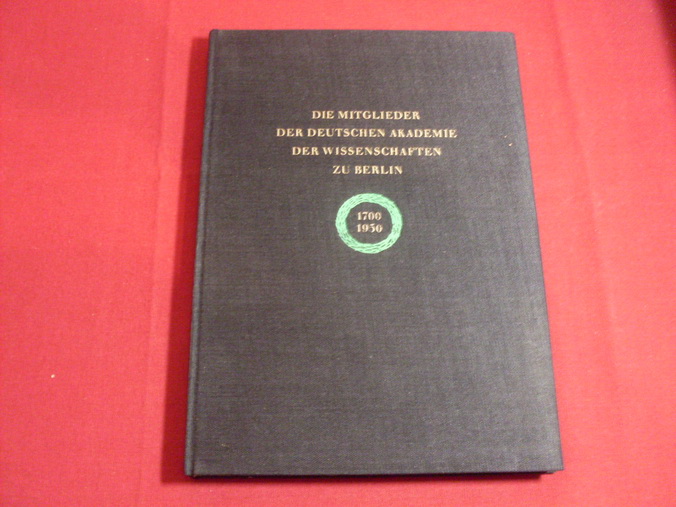 DIE MITGLIEDER
DER DEUTSCHEN AKADEMIE
DER WISSENSCHAFTEN
ZU BERLIN
1700
1950